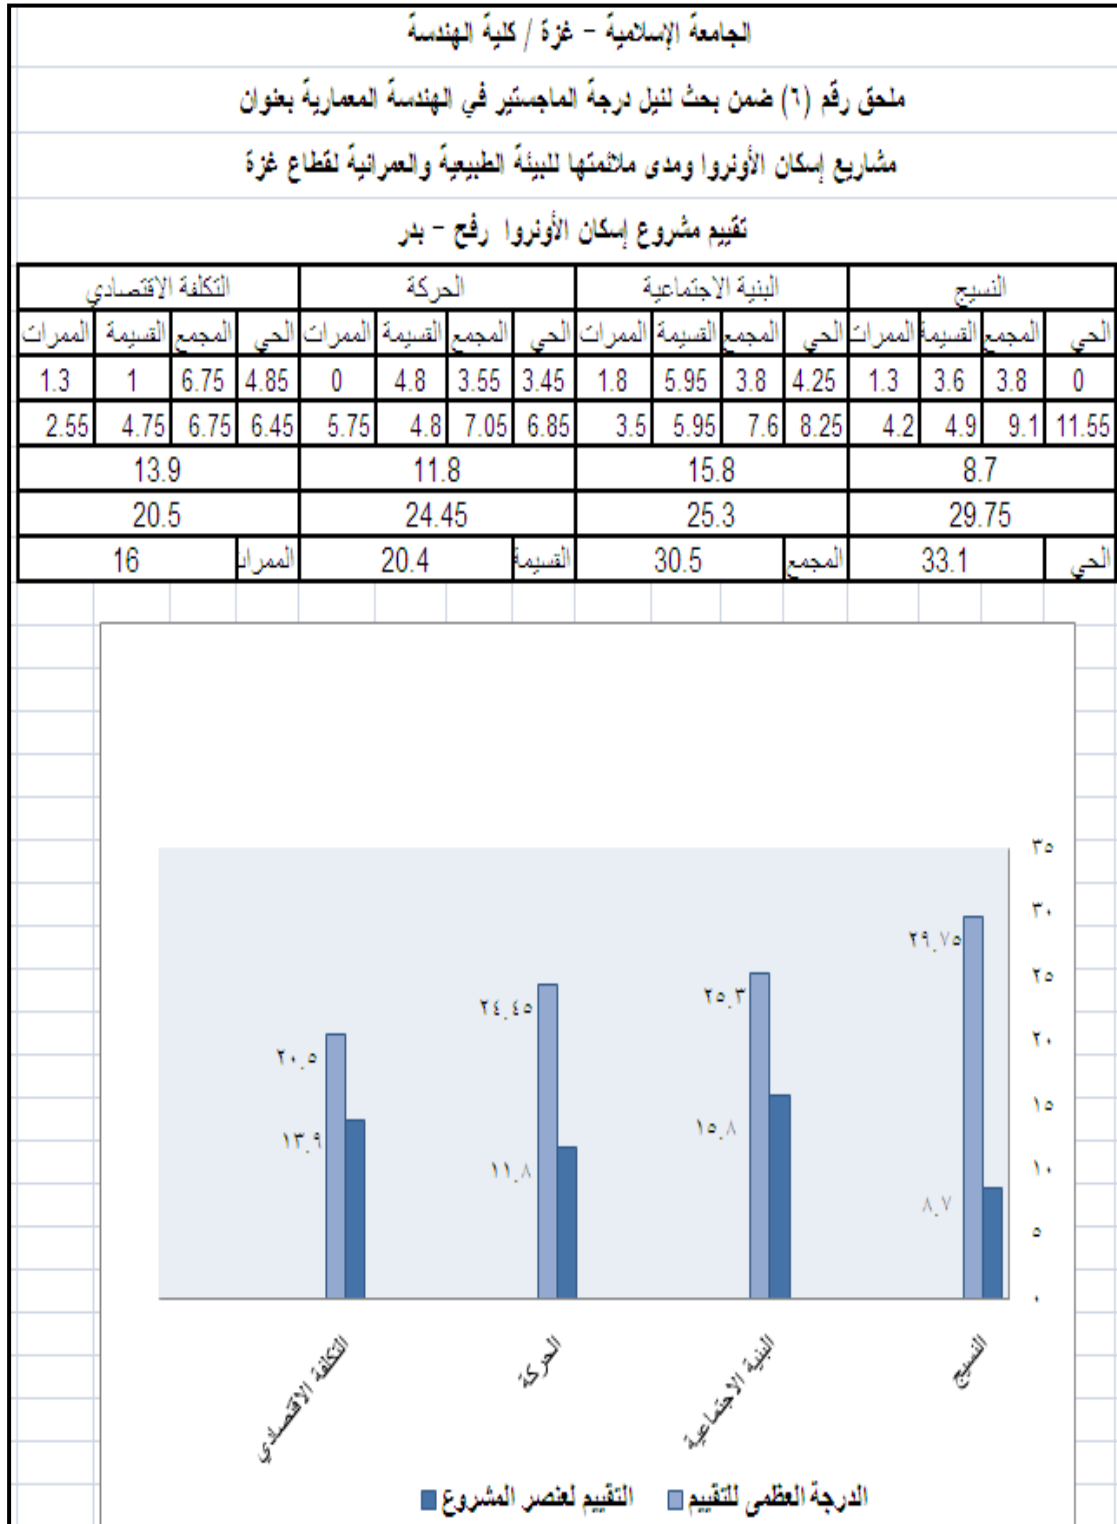 الجامعة الإسلامية - غزة / كلية الهندسة
ملحق رقم (٦) ضمن بحث لنيل درجة الماجستير في الهندسة المعمارية بعنوان
مشاريع إسكان الأونروا ومدى ملائمتها للبيئة الطبيعية والعمرانية لقطاع غزة
تقييم مشروع إسكان الأونروا رفح - بدر
النسيج البنية الاجتماعية الحركة التكلفة الاقتصادي
الحي المجمع القسيمة الممرات الحي المجمع القسيمة الممرات الحي المجمع القسيمة الممرات الحي المجمع القسيمة الممرات
0 3.8 3.6 1.3 4.25 3.8 5.95 1.8 3.45 3.55 4.8 0 4.85 6.75 1 1.3
11.55 9.1 4.9 4.2 8.25 7.6 5.95 3.5 6.85 7.05 4.8 5.75 6.45 6.75 4.75 2.55
8.7 15.8 11.8 13.9
29.75 25.3 24.45 20.5
الحي 33.1 المجمع 30.5 القسيمة 20.4 الممرات 16
٣٥
٣٠
٢٩.٧٥
٢٥
٢٥.٣
٢٤.٤٥
٢٠
٢٠.٥
١٥
١٥.٨
١٣.٩
١٠
١١.٨
٨.٧
٥
٠
النسيج
البنية الاجتماعية
الحركة
التكلفة الاقتصادي
الدرجة العظمى للتقييم التقييم لعنصر المشروع